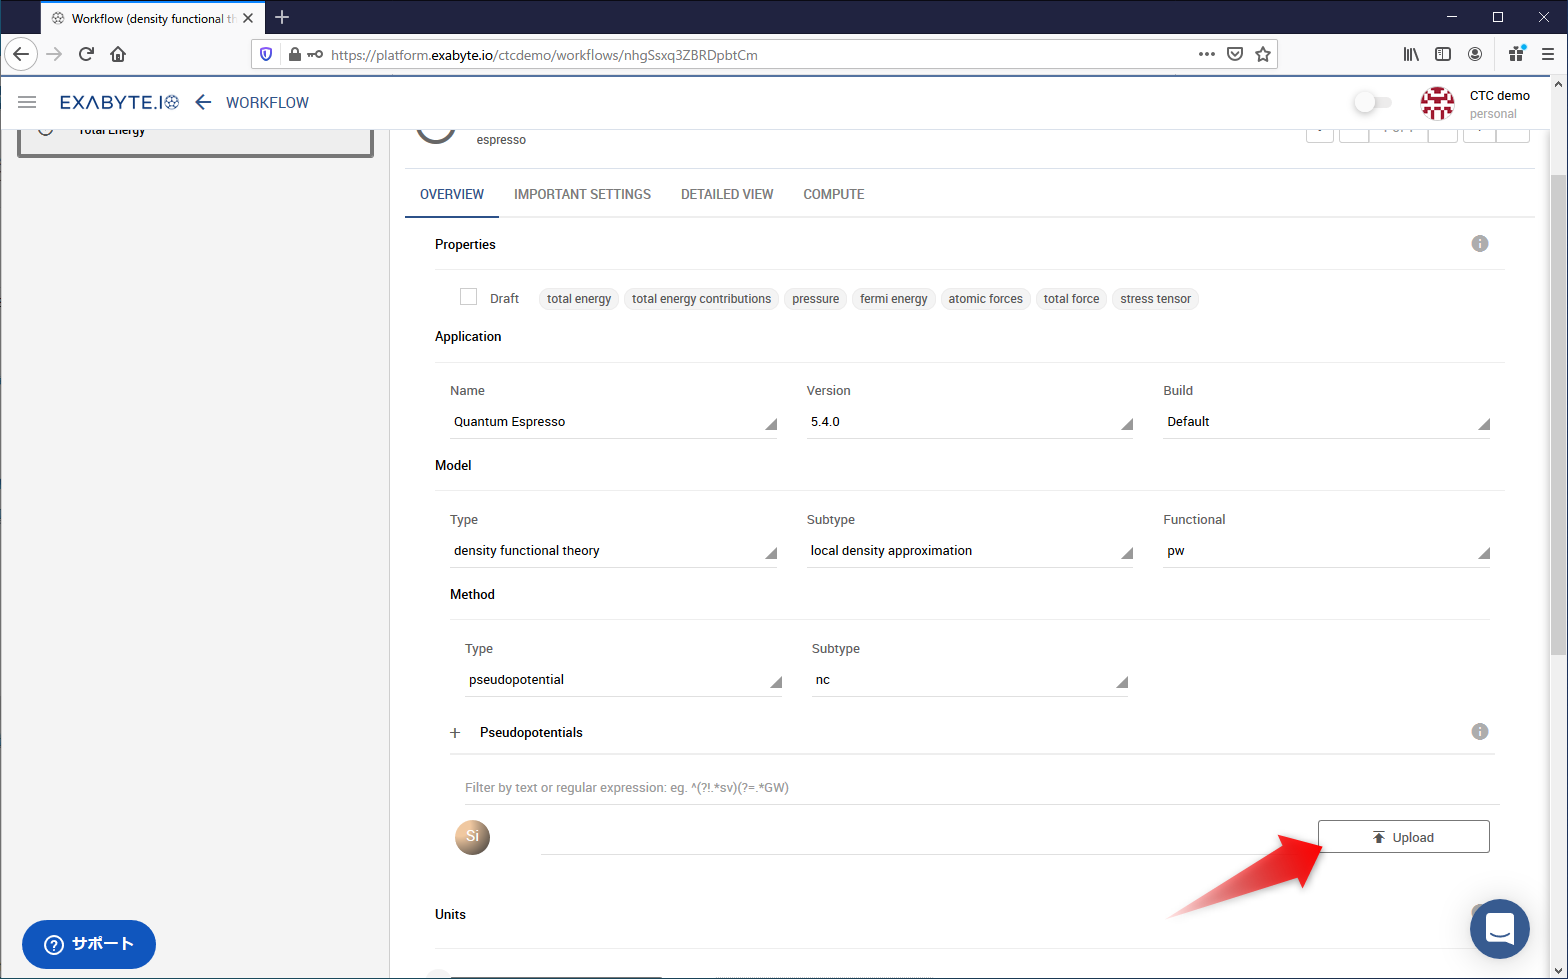 Workflow (density functional th
https://platform.exabyte.io/ctcdemo/workflows/nhgSsxq3ZBRDpbtCm
EXABYTE.IO
WORKFLOW
CTC demo
personal
Total Energy
espresso
OVERVIEW IMPORTANT SETTINGS DETAILED VIEW COMPUTE
Properties
Draft total energy total energy contributions pressure fermi energy atomic forces total force stress tensor
Application
Name Version Build
Quantum Espresso 5.4.0 Default
Model
Type Subtype Functional
density functional theory local density approximation pw
Method
Type Subtype
pseudopotential nc
+ Pseudopotentials
Filter by text or regular expression: eg. ^(?!.*sv)(?=.*GW)
Si Upload
Units
サポート